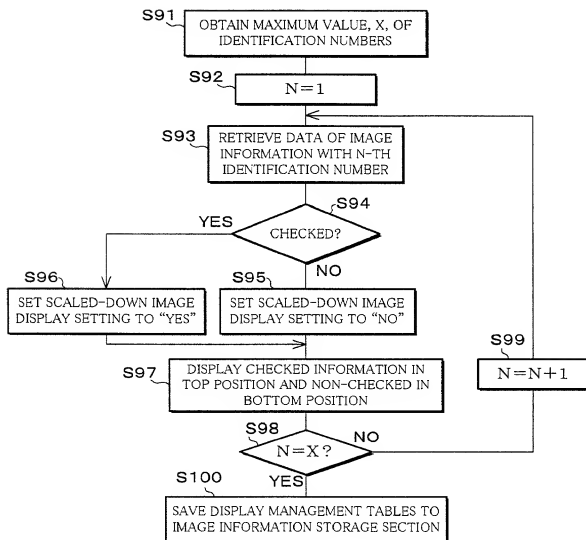 S91
OBTAIN MAXIMUM VALUE, X, OF
IDENTIFICATION NUMBERS
S92
N=1
S93
RETRIEVE DATA OF IMAGE
INFORMATION WITH N-TH
IDENTIFICATION NUMBER
S94
YES
CHECKED?
NO
S96
SET SCALED-DOWN IMAGE
DISPLAY SETTING TO “YES”
S95
SET SCALED-DOWN IMAGE
DISPLAY SETTING TO “NO”
S99
N=N+1
S97
DISPLAY CHECKED INFORMATION IN
TOP POSITION AND NON-CHECKED IN
BOTTOM POSITION
S98
N=X?
NO
YES
S100
SAVE DISPLAY MANAGEMENT TABLES TO
IMAGE INFORMATION STORAGE SECTION